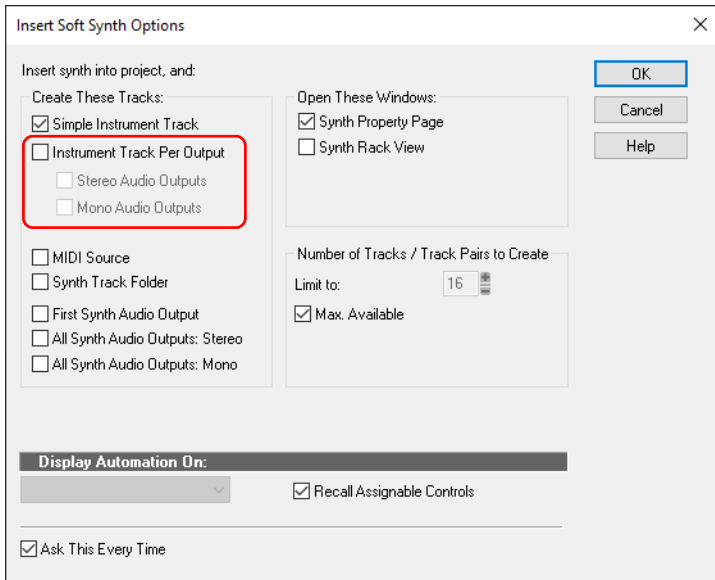 Insert Soft Synth Options
Insert synth into project, and:
Create These Tracks:
Simple Instrument Track
Instrument Track Per Output
Stereo Audio Outputs
Mono Audio Outputs
MIDI Source
Synth Track Folder
First Synth Audio Output
All Synth Audio Outputs: Stereo
All Synth Audio Outputs: Mono
Open These Windows:
Synth Property Page
Synth Rack View
Number of Tracks / Track Pairs to Create
Limit to: 16
Max. Available
OK
Cancel
Help
Display Automation On:
Recall Assignable Controls
Ask This Every Time